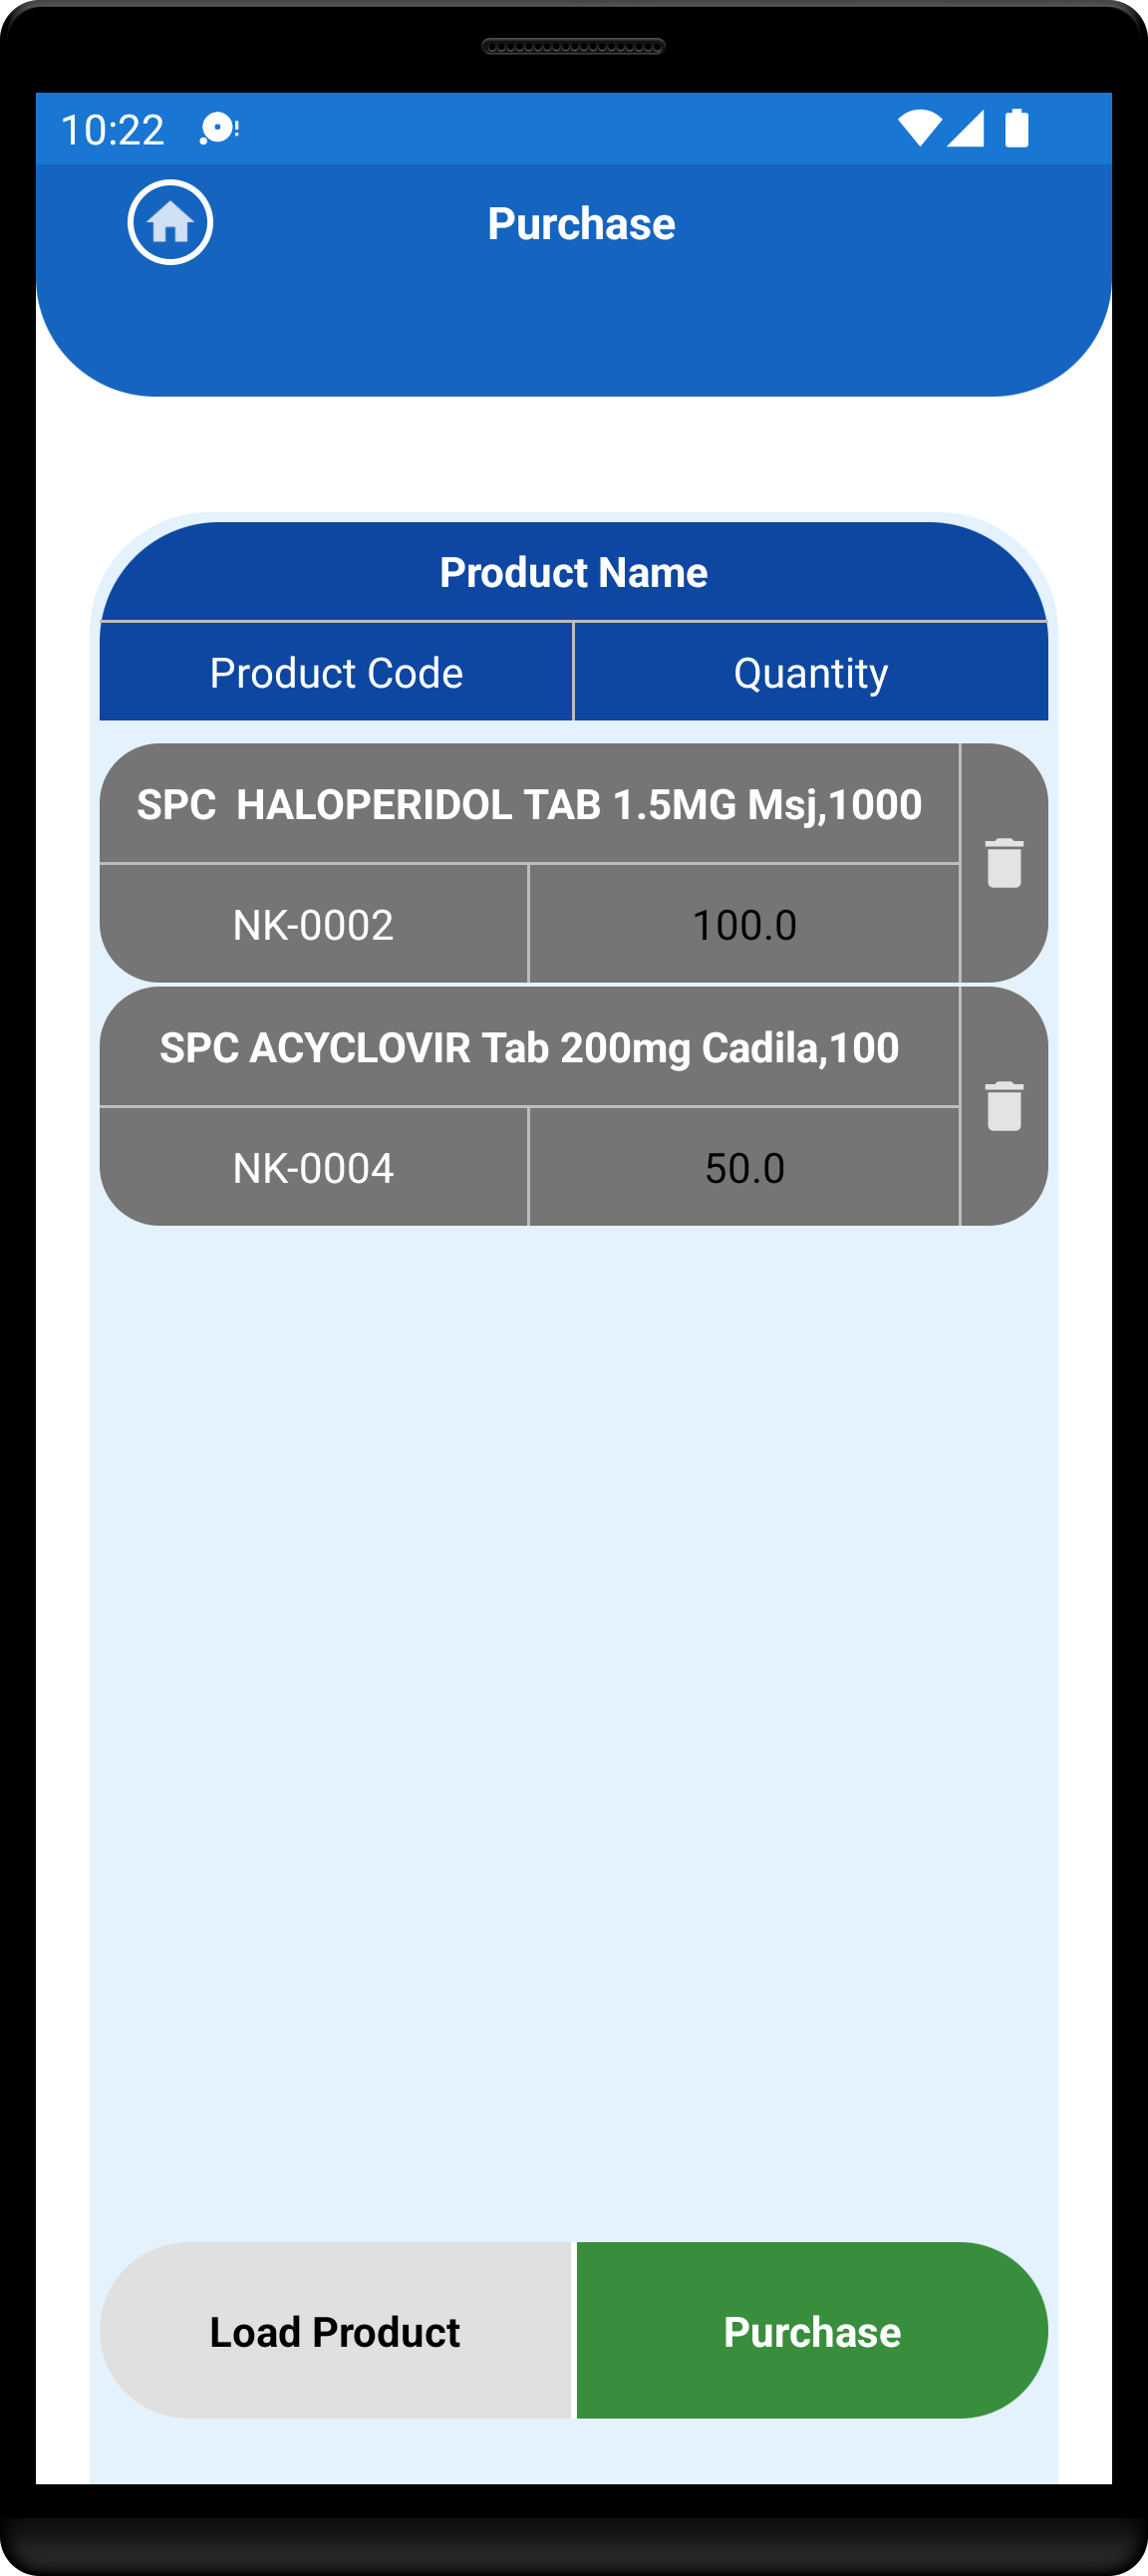 10:22
Purchase
Product Name
Product Code Quantity
SPC  HALOPERIDOL TAB 1.5MG Msj,1000
NK-0002 100.0
SPC ACYCLOVIR Tab 200mg Cadila,100
NK-0004 50.0
Load Product Purchase